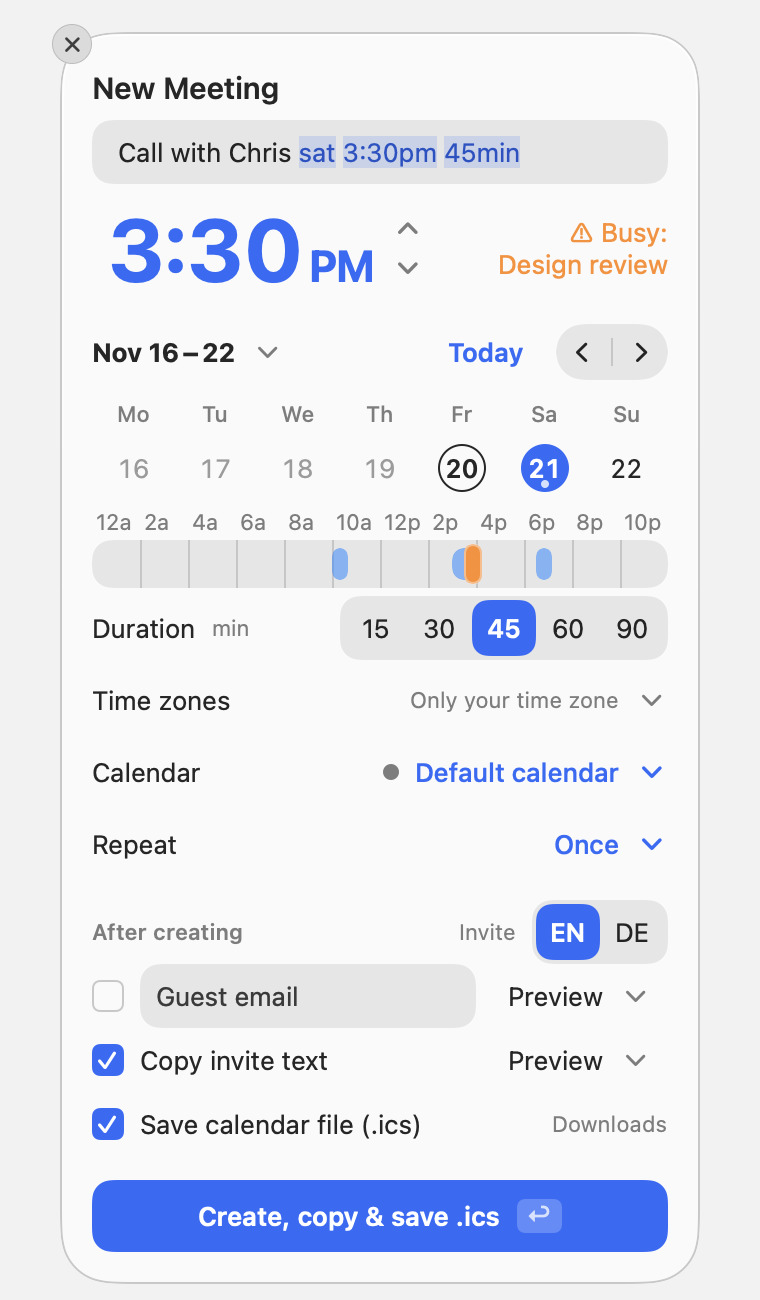 New Meeting
Call with Chris sat 3:30pm 45min
3:30 PM
Busy:
Design review
Nov 16 – 22
Today
Mo Tu We Th Fr Sa Su
16 17 18 19 20 21 22
12a 2a 4a 6a 8a 10a 12p 2p 4p 6p 8p 10p
Duration min 15 30 45 60 90
Time zones Only your time zone
Calendar Default calendar
Repeat Once
After creating Invite EN DE
Guest email Preview
Copy invite text Preview
Save calendar file (.ics) Downloads
Create, copy & save .ics